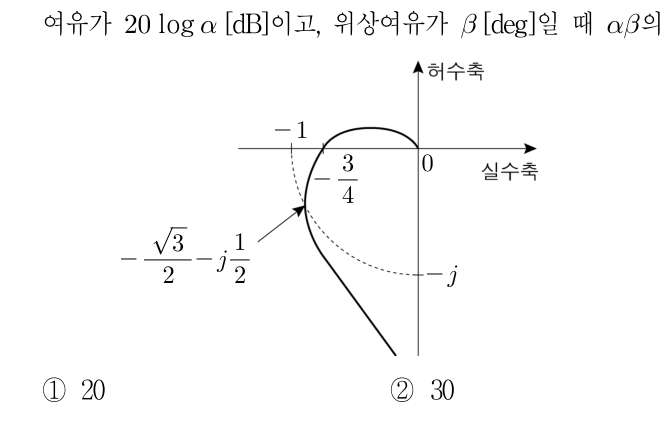 여유가 20 log α [dB]이고, 위상여유가 β [deg]일 때 αβ의
허수축
−1
0
실수축
−3/4
−√3/2 − j 1/2
−j
① 20 ② 30